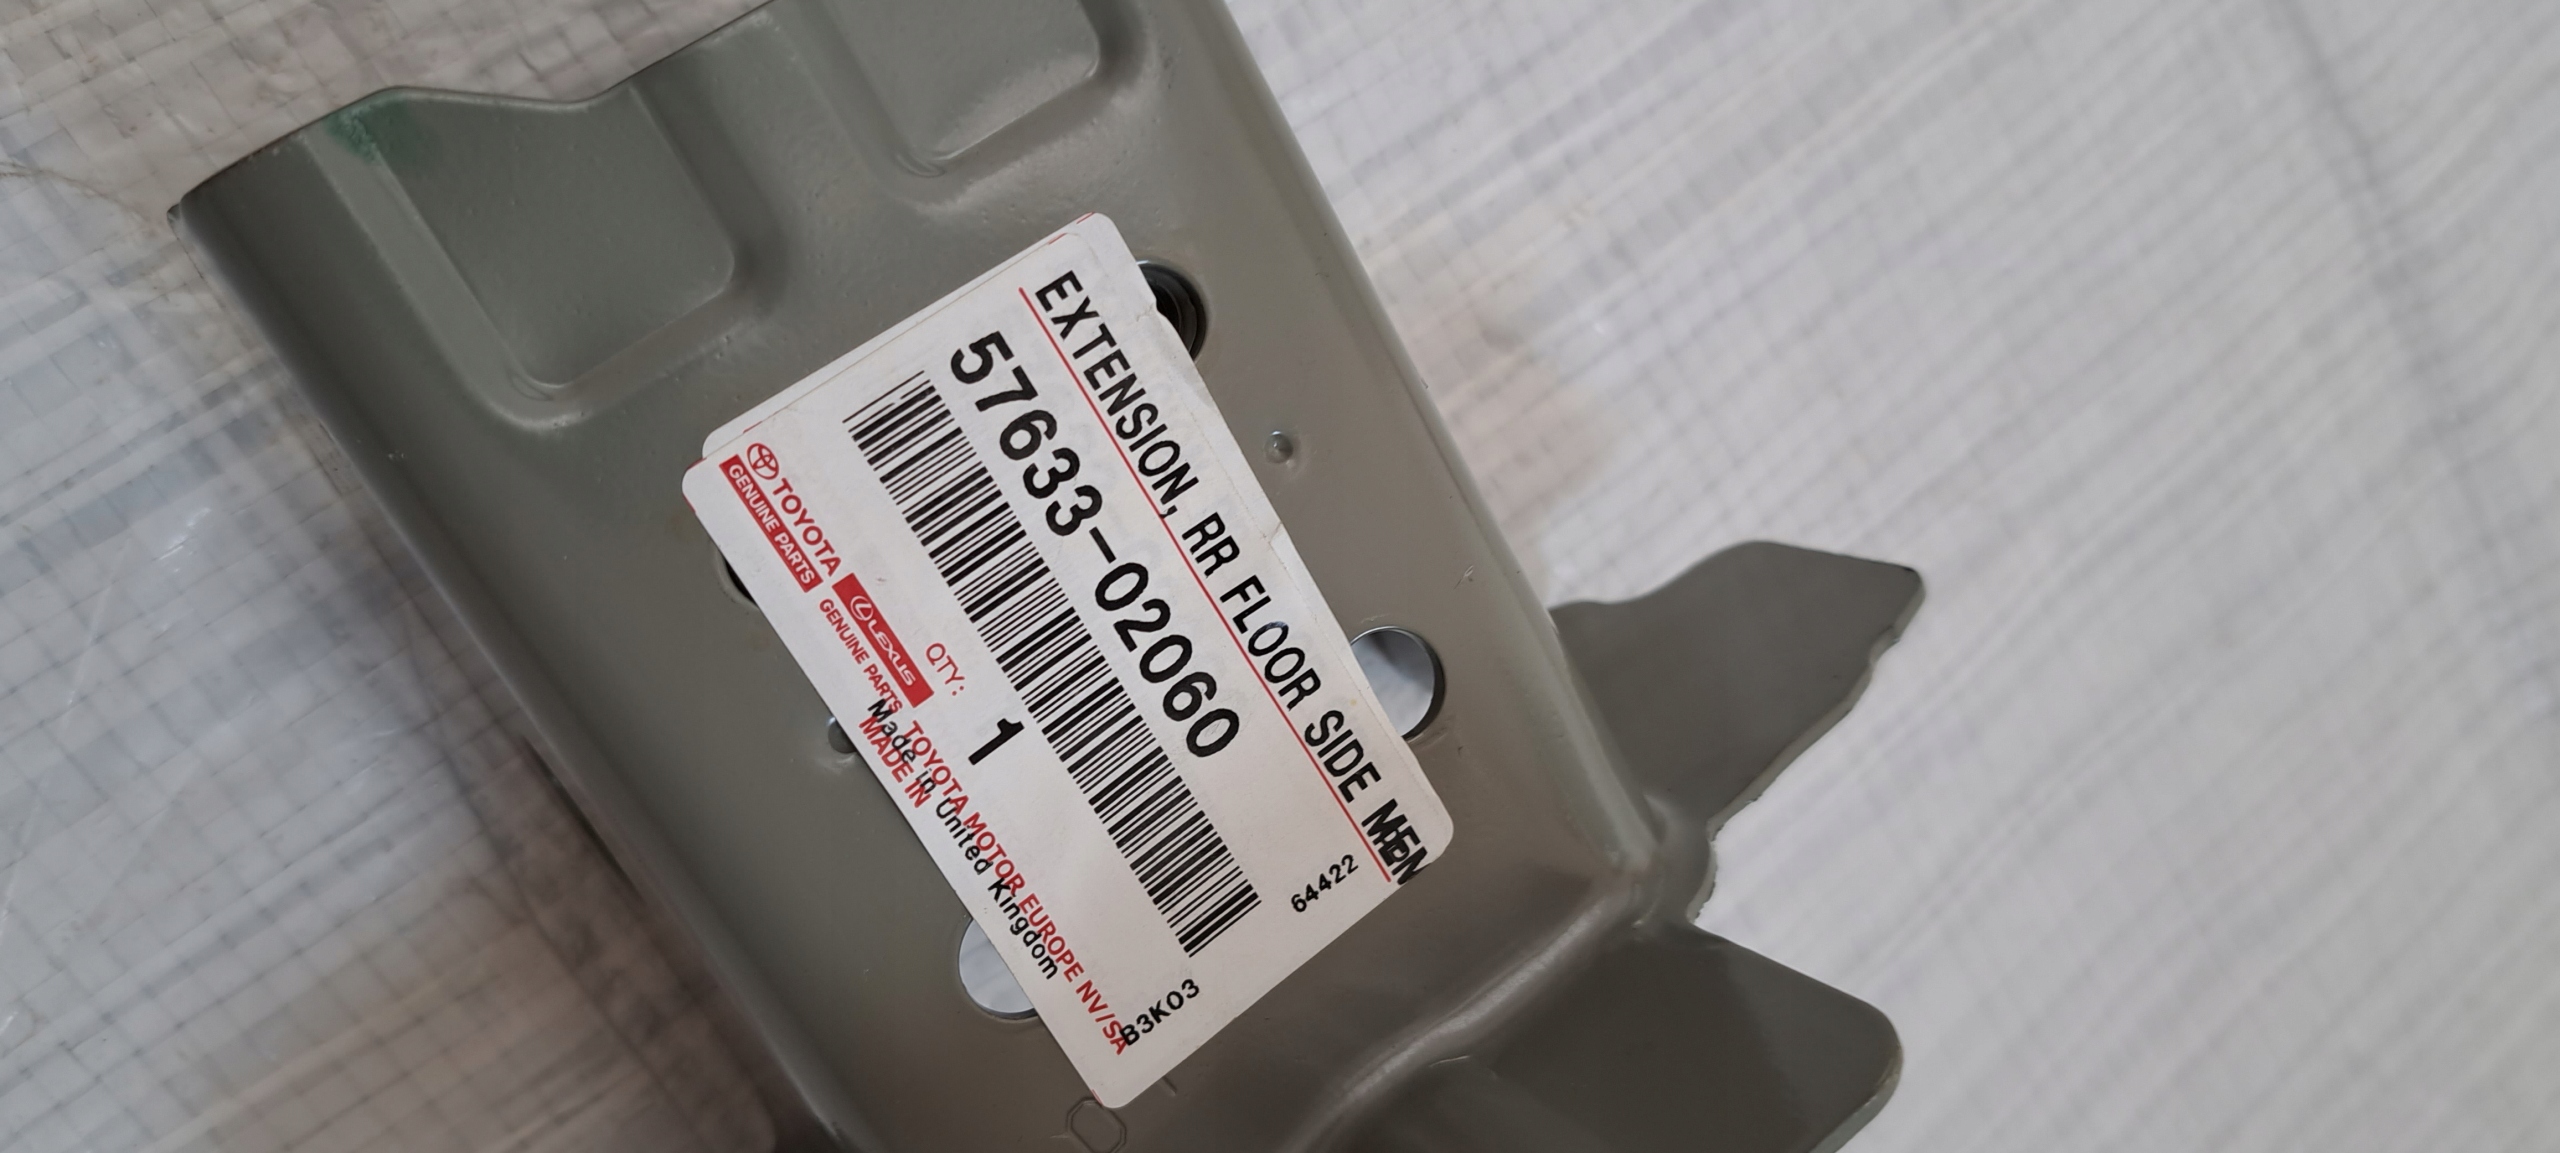 EXTENSION, RR FLOOR SIDE
57633-02060
64422
QTY:
1
TOYOTA
GENUINE PARTS
LEXUS
GENUINE PARTS
TOYOTA MOTOR EUROPE NV/SA
MADE IN
Made in United Kingdom
B3K03